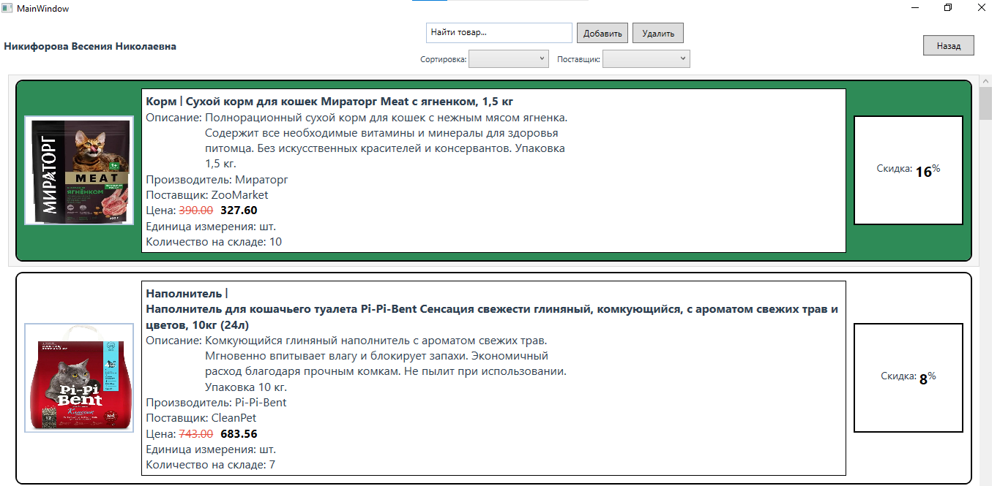 MainWindow
Найти товар...
Добавить
Удалить
Никифорова Весения Николаевна
Назад
Сортировка:
Поставщик:
Корм | Сухой корм для кошек Мираторг Meat с ягненком, 1,5 кг
Описание: Полнорационный сухой корм для кошек с нежным мясом ягненка.
Содержит все необходимые витамины и минералы для здоровья
питомца. Без искусственных красителей и консервантов. Упаковка
1,5 кг.
Производитель: Мираторг
Поставщик: ZooMarket
Цена: 390.00 327.60
Единица измерения: шт.
Количество на складе: 10
МИРАТОРГ
1+
MEAT
ЯГНЁНКОМ
Скидка: 16%
Наполнитель |
Наполнитель для кошачьего туалета Pi-Pi-Bent Сенсация свежести глиняный, комкующийся, с ароматом свежих трав и
цветов, 10кг (24л)
Описание: Комкующийся глиняный наполнитель с ароматом свежих трав.
Мгновенно впитывает влагу и блокирует запахи. Экономичный
расход благодаря прочным комкам. Не пылит при использовании.
Упаковка 10 кг.
Производитель: Pi-Pi-Bent
Поставщик: CleanPet
Цена: 743.00 683.56
Единица измерения: шт.
Количество на складе: 7
Pi-Pi
Bent
Классик
Скидка: 8%